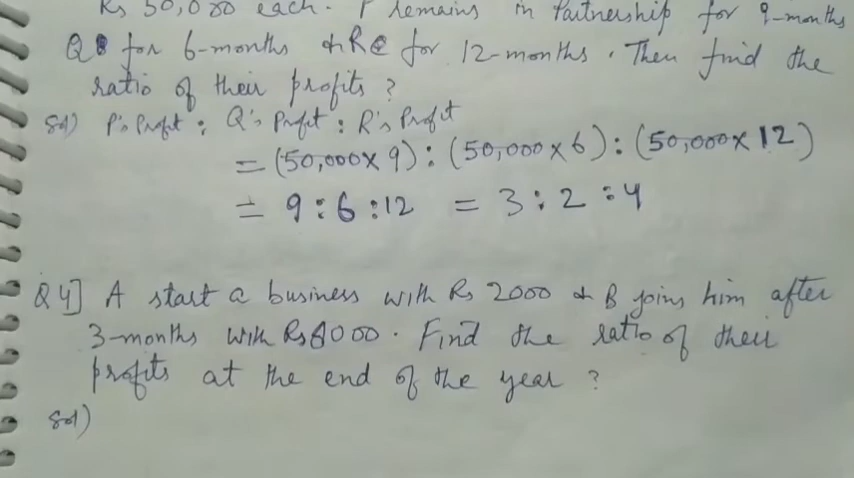 Rs 50,000 each. P remains in Partnership for 9-months
Q for 6-months & R for 12-months. Then find the
ratio of their profits ?
Sol) P's Profit : Q's Profit : R's Profit
= (50,000 x 9) : (50,000 x 6) : (50,000 x 12)
= 9 : 6 : 12 = 3 : 2 : 4
Q4] A start a business with Rs 2000 & B joins him after
3-months with Rs 8000. Find the ratio of their
profits at the end of the year ?
Sol)